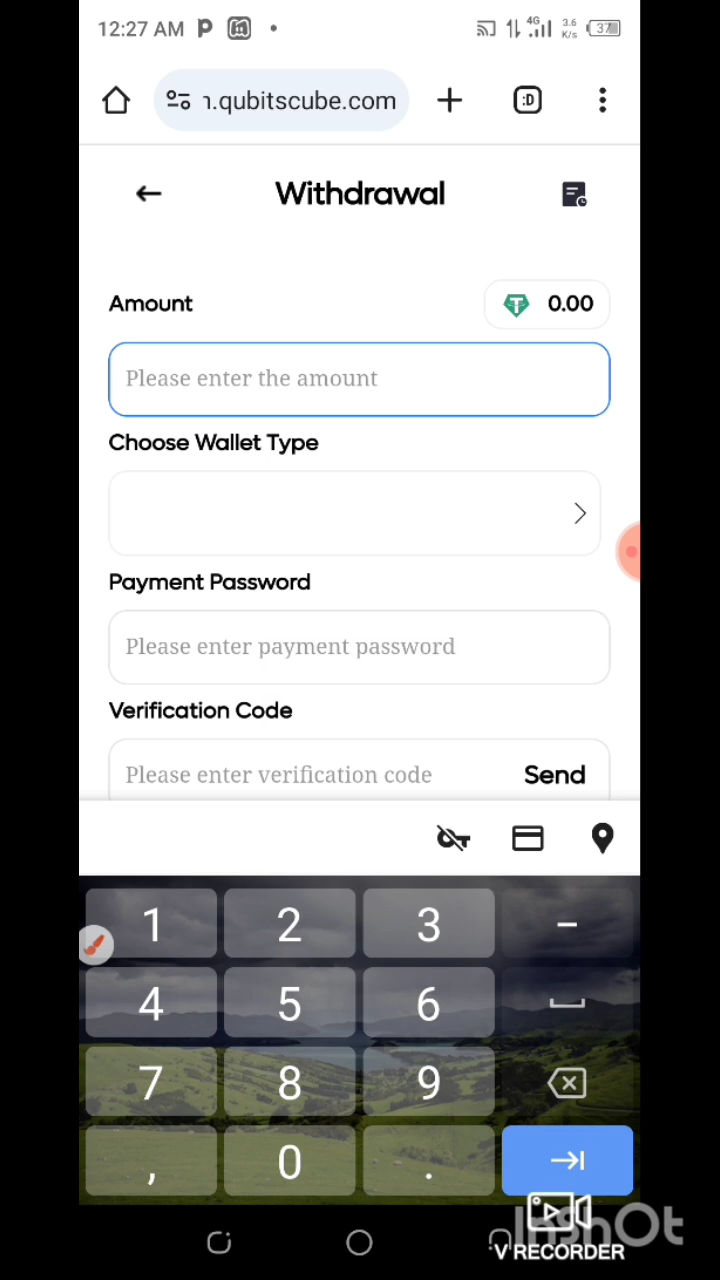 12:27 AM
4G
3.6
K/s
37
.qubitscube.com
:D
Withdrawal
Amount
0.00
Please enter the amount
Choose Wallet Type
Payment Password
Please enter payment password
Verification Code
Please enter verification code
Send
1 2 3 -
4 5 6
7 8 9
, 0 .
InShOt
V RECORDER